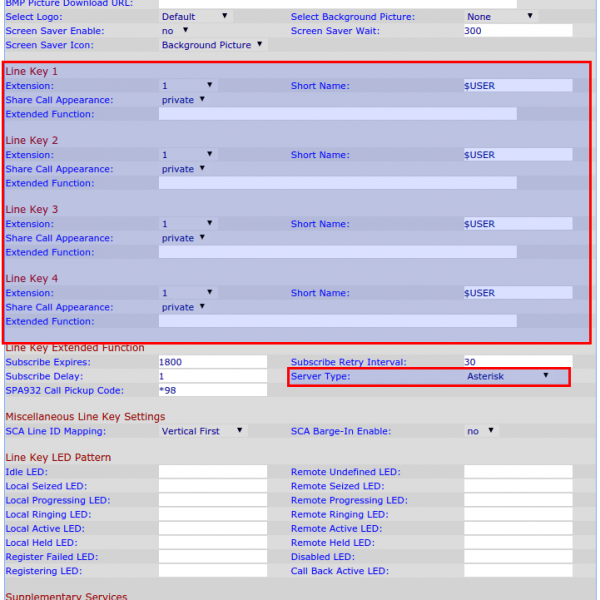 BMP Picture Download URL:
Select Logo: Default Select Background Picture: None
Screen Saver Enable: no Screen Saver Wait: 300
Screen Saver Icon: Background Picture
Line Key 1
Extension: 1 Short Name: $USER
Share Call Appearance: private
Extended Function:
Line Key 2
Extension: 1 Short Name: $USER
Share Call Appearance: private
Extended Function:
Line Key 3
Extension: 1 Short Name: $USER
Share Call Appearance: private
Extended Function:
Line Key 4
Extension: 1 Short Name: $USER
Share Call Appearance: private
Extended Function:
Line Key Extended Function
Subscribe Expires: 1800 Subscribe Retry Interval: 30
Subscribe Delay: 1 Server Type: Asterisk
SPA932 Call Pickup Code: *98
Miscellaneous Line Key Settings
SCA Line ID Mapping: Vertical First SCA Barge-In Enable: no
Line Key LED Pattern
Idle LED: Remote Undefined LED:
Local Seized LED: Remote Seized LED:
Local Progressing LED: Remote Progressing LED:
Local Ringing LED: Remote Ringing LED:
Local Active LED: Remote Active LED:
Local Held LED: Remote Held LED:
Register Failed LED: Disabled LED:
Registering LED: Call Back Active LED:
Supplementary Services